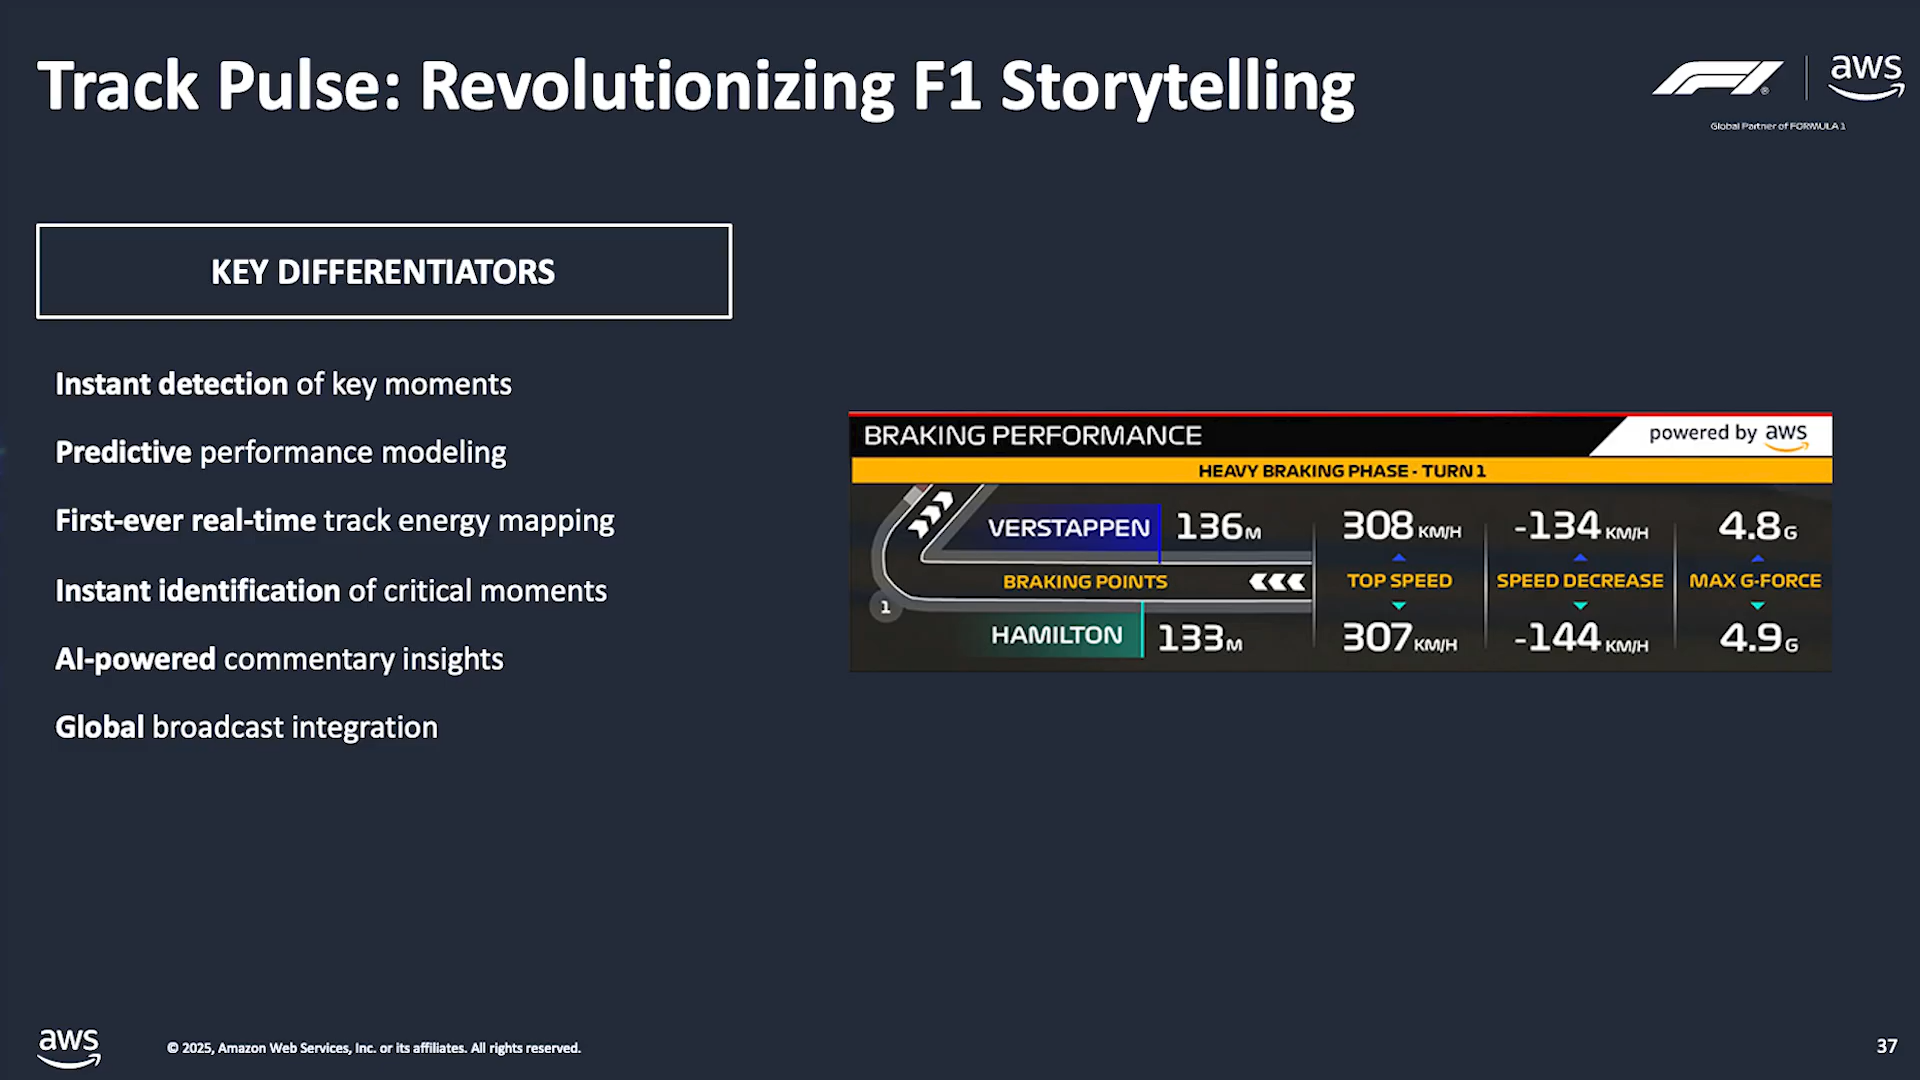 Track Pulse: Revolutionizing F1 Storytelling
F1
aws
Global Partner of FORMULA 1
KEY DIFFERENTIATORS
Instant detection of key moments
Predictive performance modeling
First-ever real-time track energy mapping
Instant identification of critical moments
AI-powered commentary insights
Global broadcast integration
BRAKING PERFORMANCE
powered by aws
HEAVY BRAKING PHASE - TURN 1
VERSTAPPEN 136M 308 KM/H -134 KM/H 4.8G
BRAKING POINTS TOP SPEED SPEED DECREASE MAX G-FORCE
1
HAMILTON 133M 307 KM/H -144 KM/H 4.9G
aws
© 2025, Amazon Web Services, Inc. or its affiliates. All rights reserved.
37